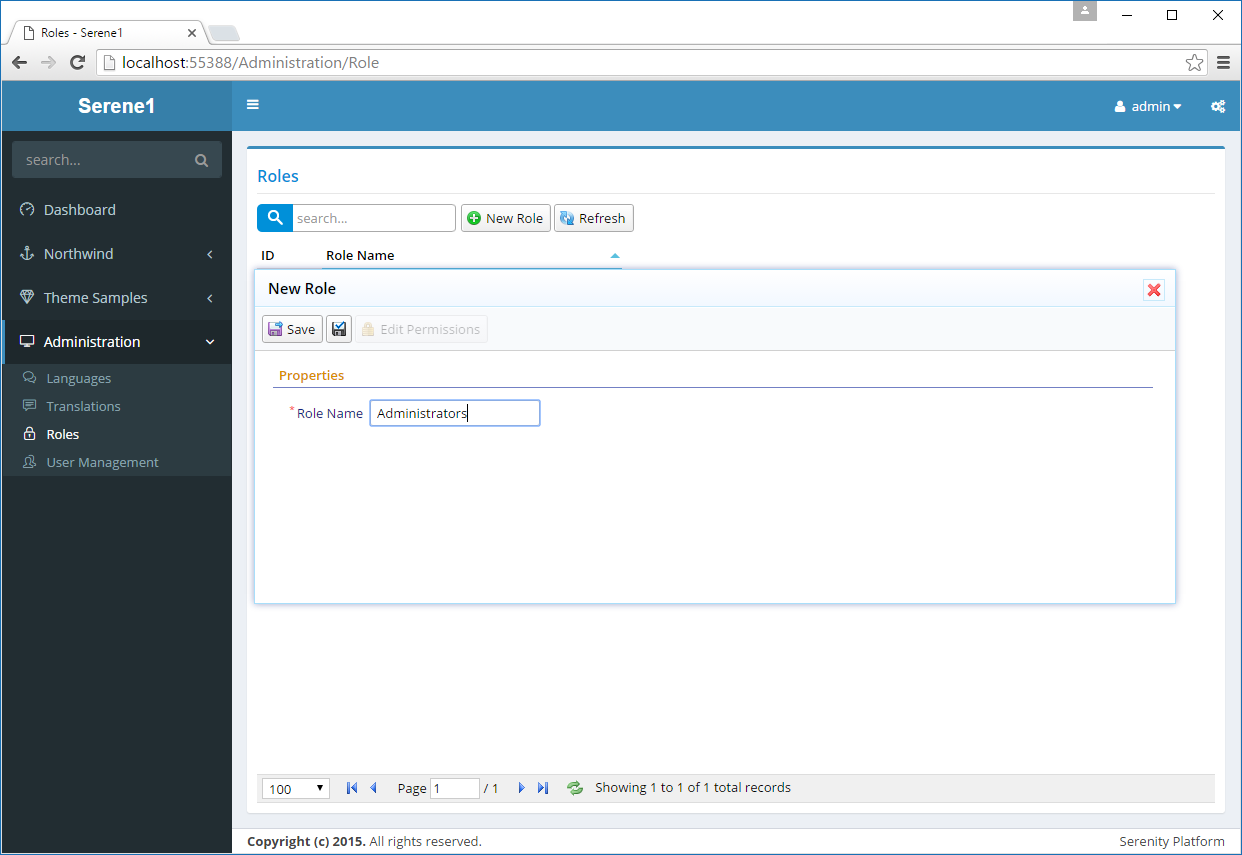 Roles - Serene1
localhost:55388/Administration/Role
Serene1
admin
search...
Dashboard
Northwind
Theme Samples
Administration
Languages
Translations
Roles
User Management
Roles
search...
New Role
Refresh
ID
Role Name
New Role
Save
Edit Permissions
Properties
*Role Name
Administrators
100
Page 1 / 1
Showing 1 to 1 of 1 total records
Copyright (c) 2015. All rights reserved.
Serenity Platform